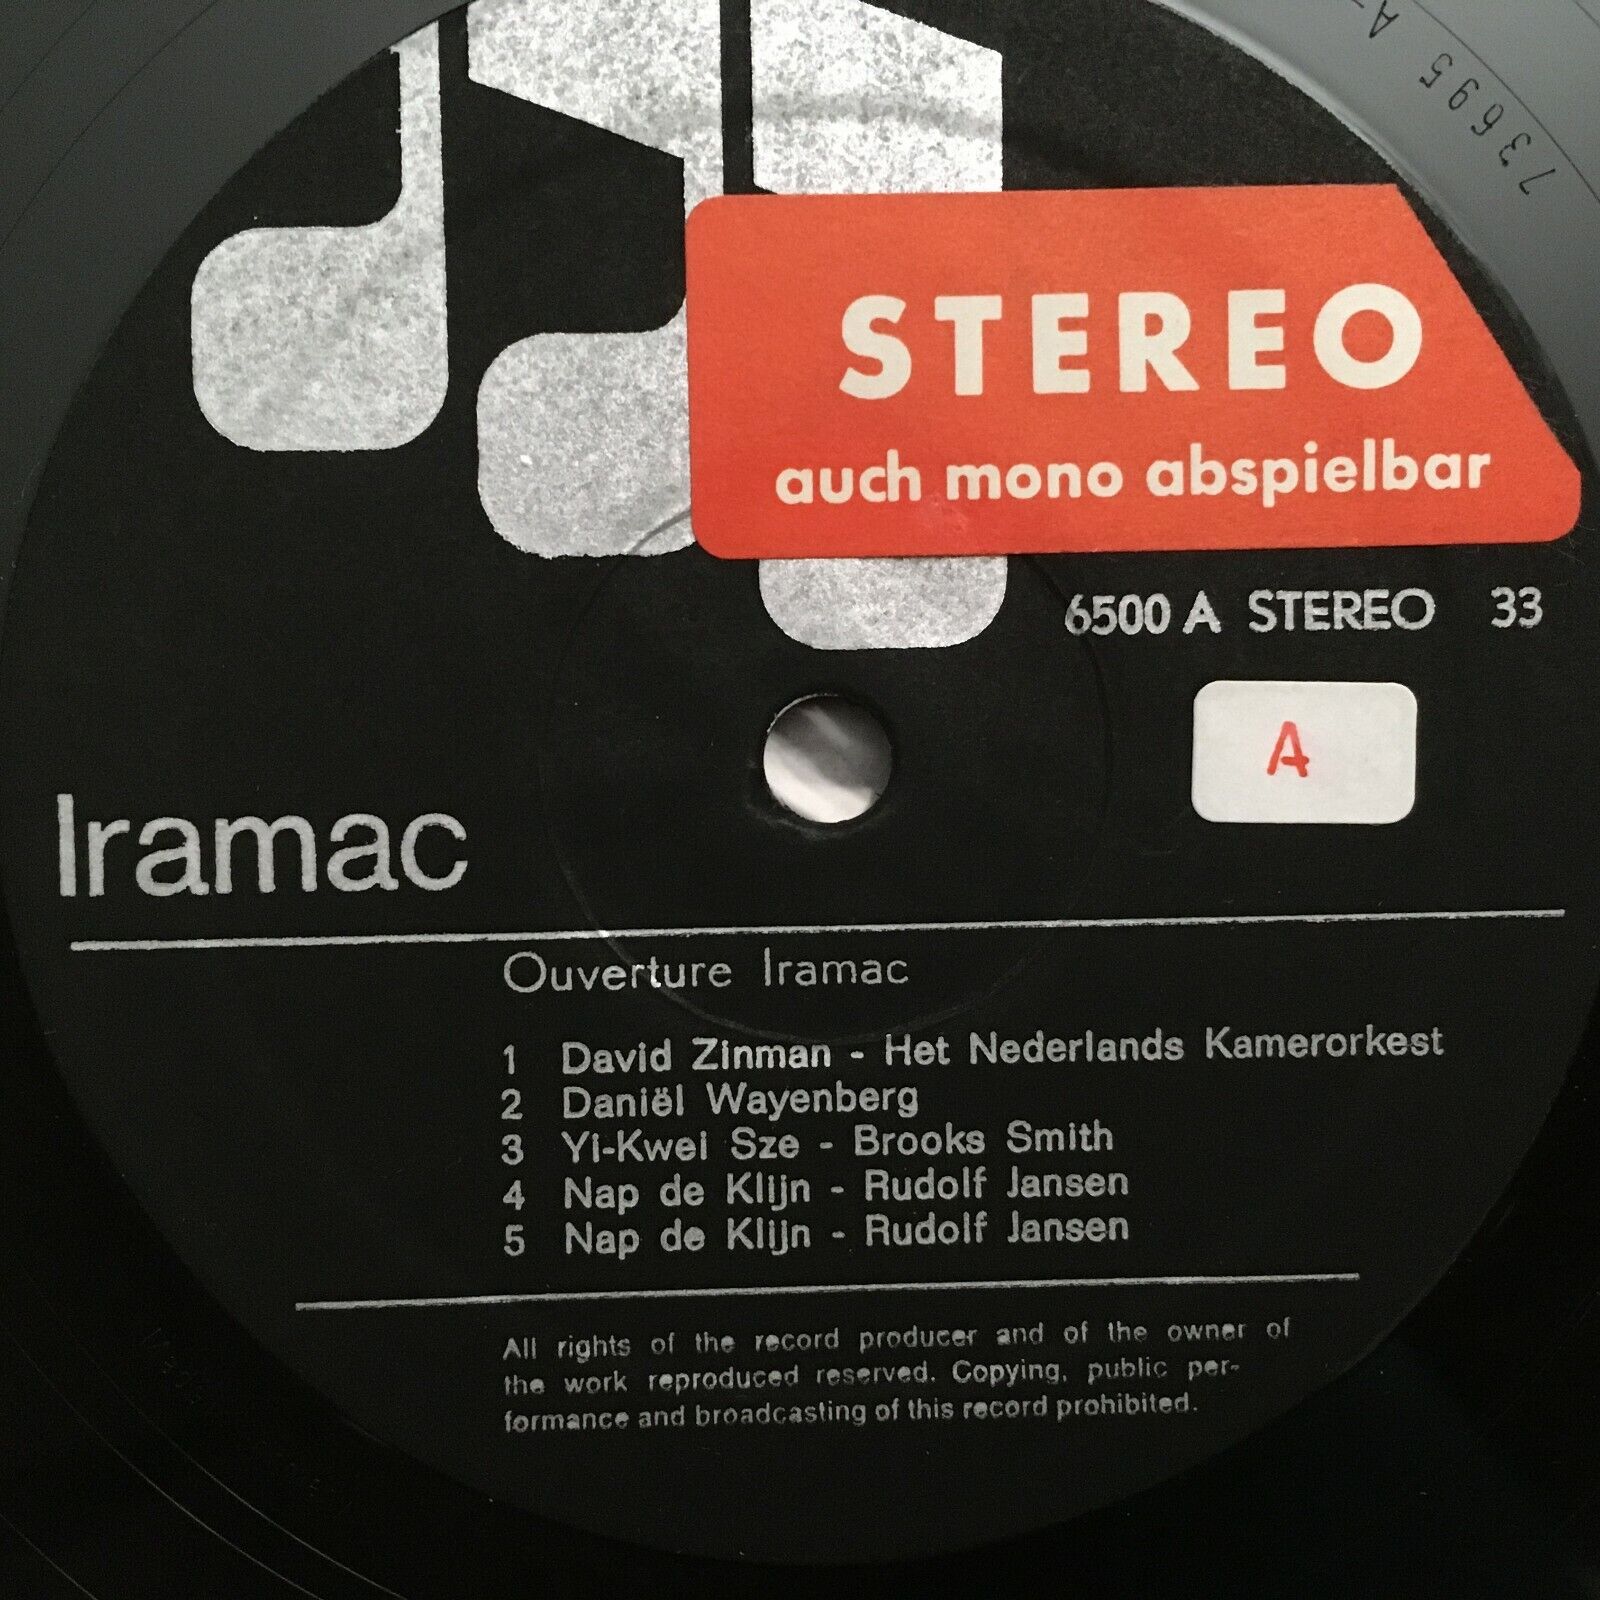 73695 A
STEREO
auch mono abspielbar
6500 A STEREO 33
A
Iramac
Ouverture Iramac
1 David Zinman - Het Nederlands Kamerorkest
2 Daniël Wayenberg
3 Yi-Kwei Sze - Brooks Smith
4 Nap de Klijn - Rudolf Jansen
5 Nap de Klijn - Rudolf Jansen
All rights of the record producer and of the owner of
the work reproduced reserved. Copying, public per-
formance and broadcasting of this record prohibited.